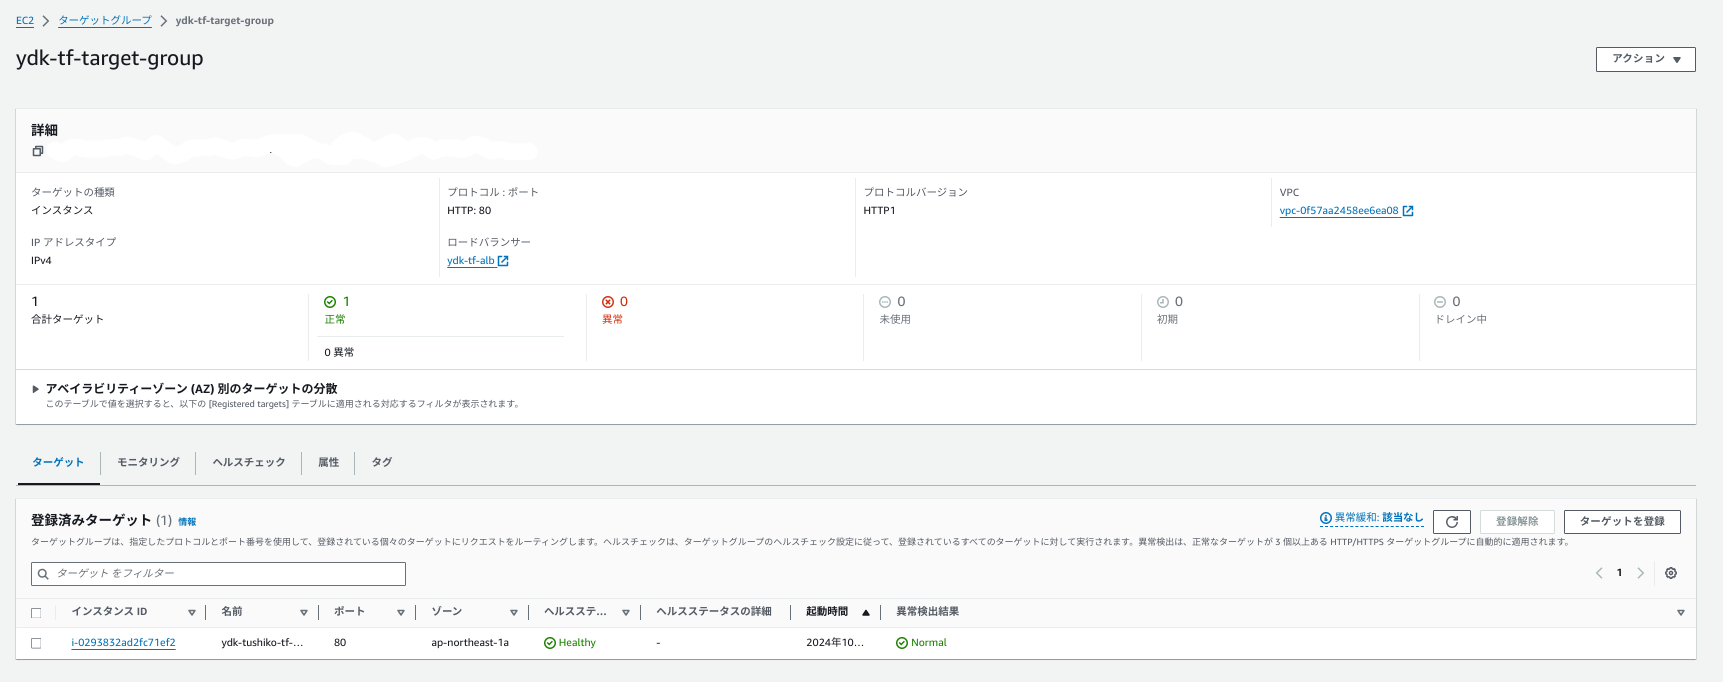 EC2 > ターゲットグループ > ydk-tf-target-group
ydk-tf-target-group
アクション ▼
詳細
ターゲットの種類
インスタンス
プロトコル : ポート
HTTP: 80
プロトコルバージョン
HTTP1
VPC
vpc-0f57aa2458ee6ea08
IP アドレスタイプ
IPv4
ロードバランサー
ydk-tf-alb
1
合計ターゲット
1
正常
0 異常
0
異常
0
未使用
0
初期
0
ドレイン中
アベイラビリティーゾーン (AZ) 別のターゲットの分散
このテーブルで値を選択すると、以下の [Registered targets] テーブルに適用される対応するフィルタが表示されます。
ターゲット モニタリング ヘルスチェック 属性 タグ
登録済みターゲット (1) 情報
異常緩和: 該当なし
登録解除
ターゲットを登録
ターゲットグループは、指定したプロトコルとポート番号を使用して、登録されている個々のターゲットにリクエストをルーティングします。ヘルスチェックは、ターゲットグループのヘルスチェック設定に従って、登録されているすべてのターゲットに対して実行されます。異常検出は、正常なターゲットが 3 個以上ある HTTP/HTTPS ターゲットグループに自動的に適用されます。
ターゲット をフィルター
1
インスタンス ID 名前 ポート ゾーン ヘルスステ... ヘルスステータスの詳細 起動時間 異常検出結果
i-0293832ad2fc71ef2 ydk-tushiko-tf-... 80 ap-northeast-1a Healthy - 2024年10... Normal